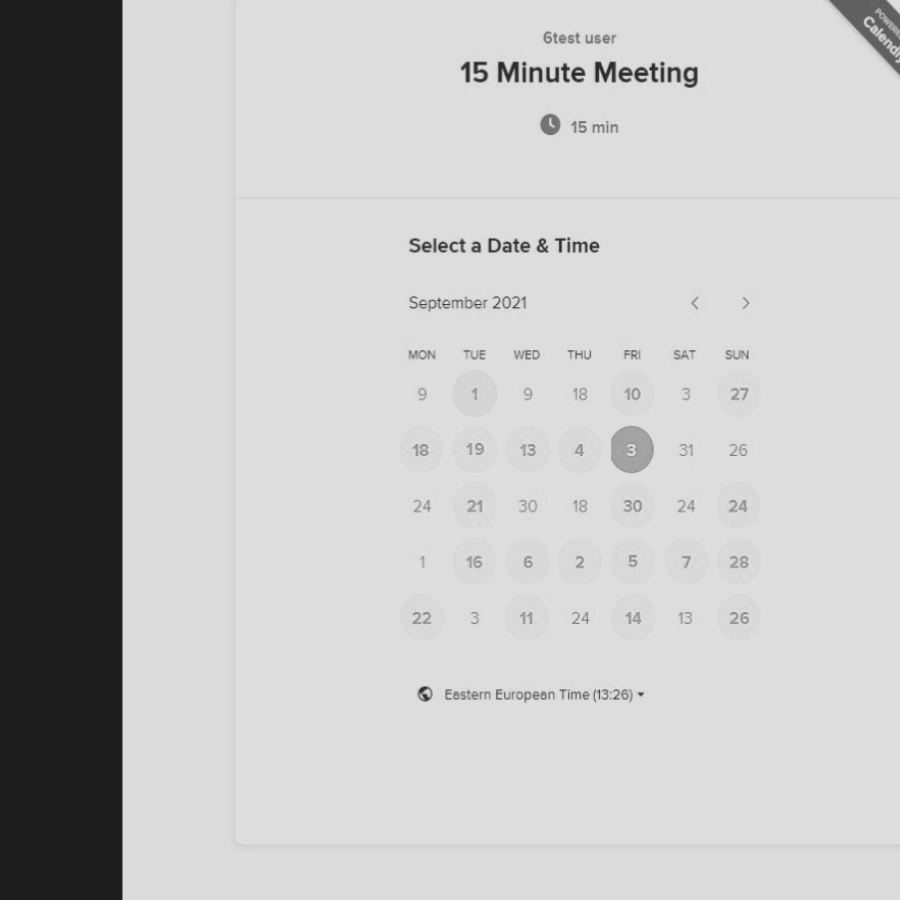 POWERED
Calendly
6test user
15 Minute Meeting
15 min
Select a Date & Time
September 2021
MON TUE WED THU FRI SAT SUN
9 1 9 18 10 3 27
18 19 13 4 3 31 26
24 21 30 18 30 24 24
1 16 6 2 5 7 28
22 3 11 24 14 13 26
Eastern European Time (13:26)